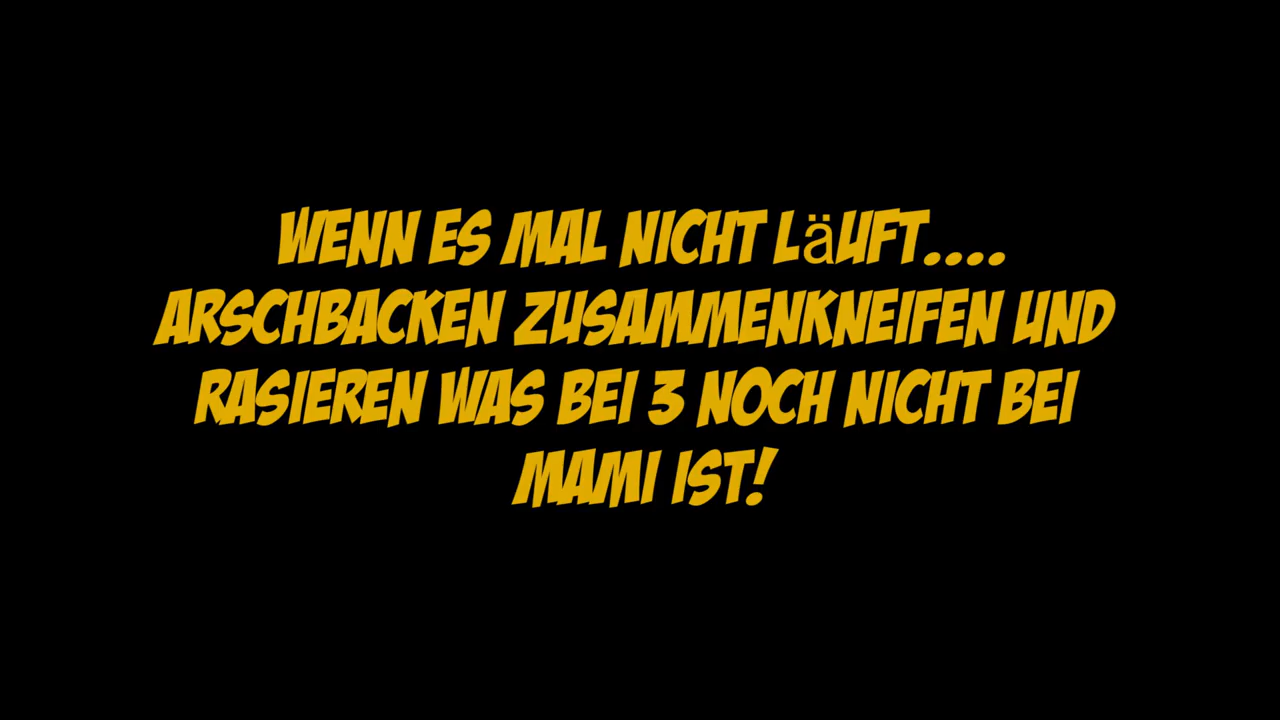 WENN ES MAL NICHT LäUFT....
ARSCHBACKEN ZUSAMMENKNEIFEN UND
RASIEREN WAS BEI 3 NOCH NICHT BEI
MAMI IST!